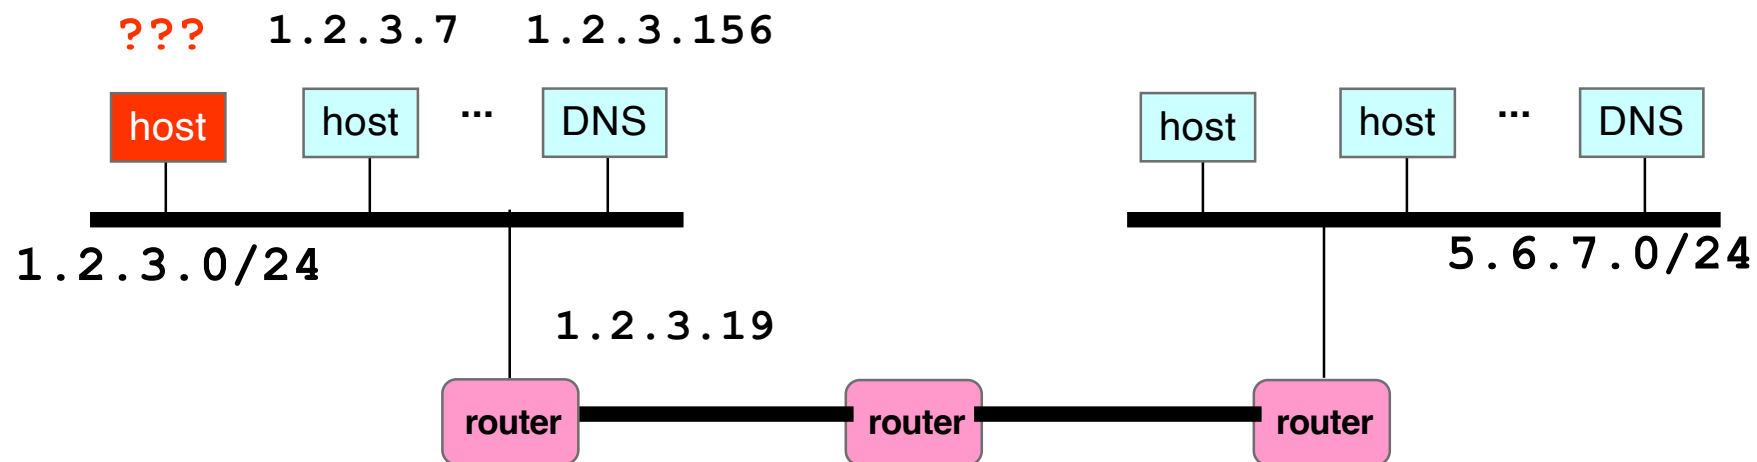 ??? 1.2.3.7 1.2.3.156
host host ... DNS host host ... DNS
1.2.3.0/24 5.6.7.0/24
1.2.3.19
router router router